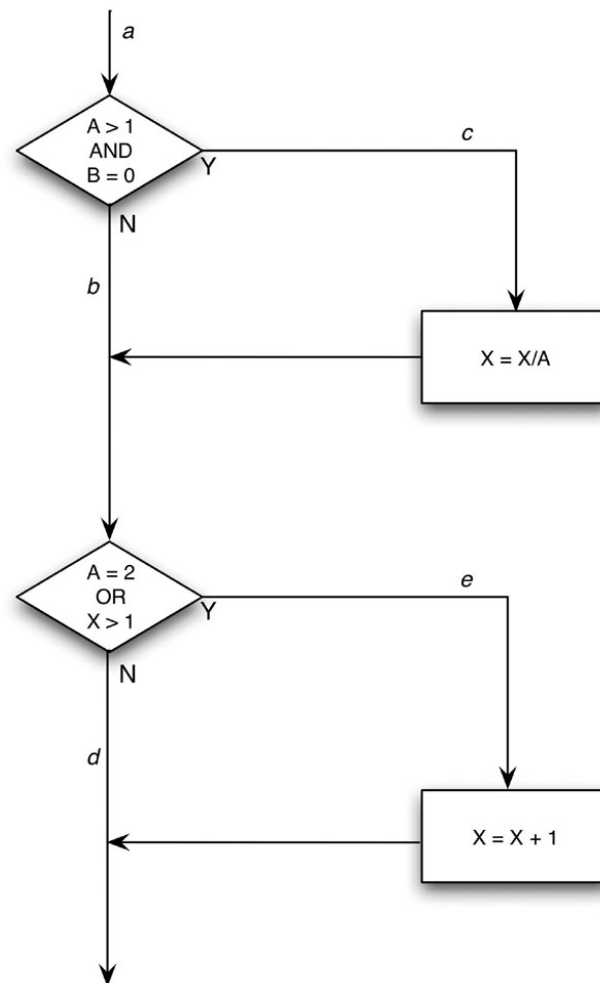 a
A > 1
AND
B = 0
Y
c
N
b
X = X/A
A = 2
OR
X > 1
Y
e
N
d
X = X + 1